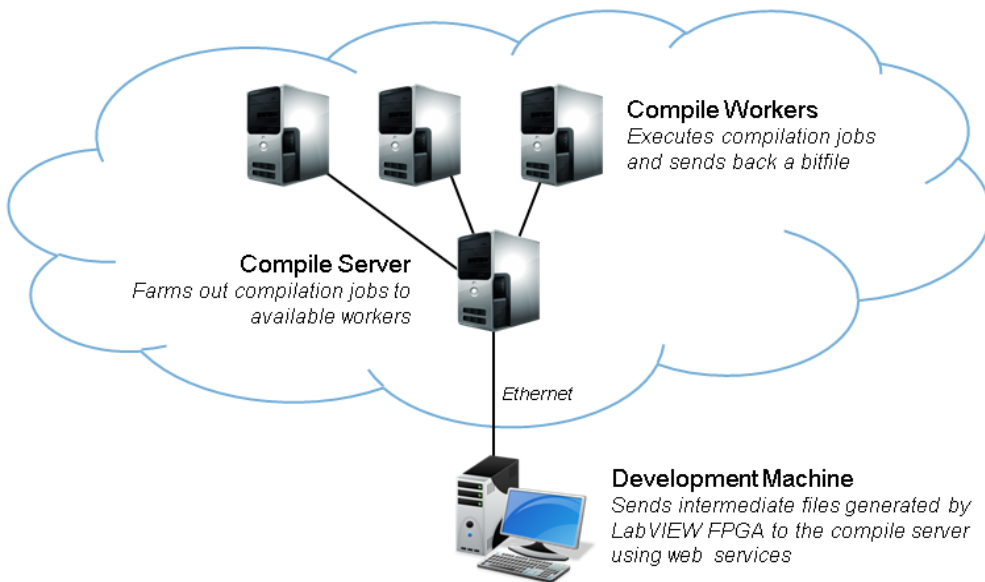 Compile Workers
Executes compilation jobs
and sends back a bitfile
Compile Server
Farms out compilation jobs to
available workers
Ethernet
Development Machine
Sends intermediate files generated by
LabVIEW FPGA to the compile server
using web services